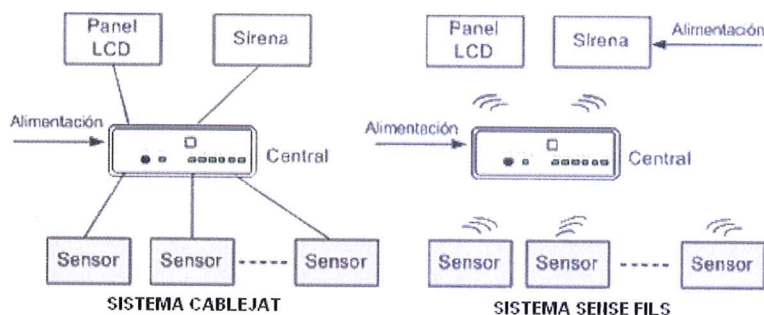 Panel
LCD
Sirena
Alimentación
Central
Sensor
Sensor
Sensor
SISTEMA CABLEJAT
Panel
LCD
Sirena
Alimentación
Alimentación
Central
Sensor
Sensor
Sensor
SISTEMA SENSE FILS